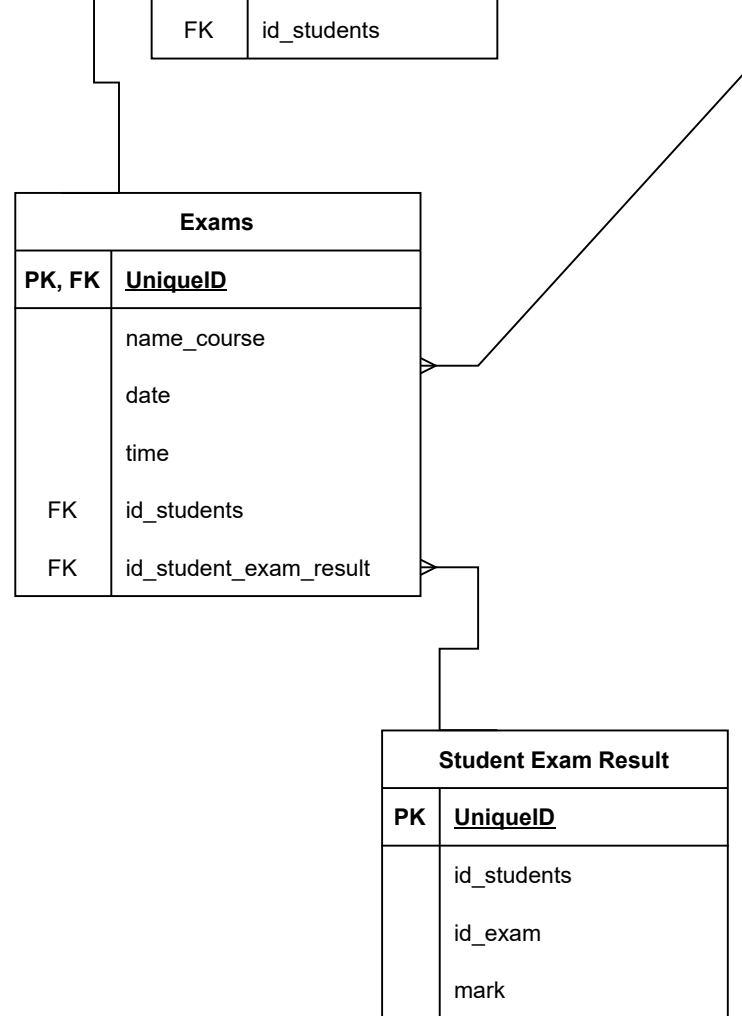 FK id_students
Exams
PK, FK UniqueID
name_course
date
time
FK id_students
FK id_student_exam_result
Student Exam Result
PK UniqueID
id_students
id_exam
mark